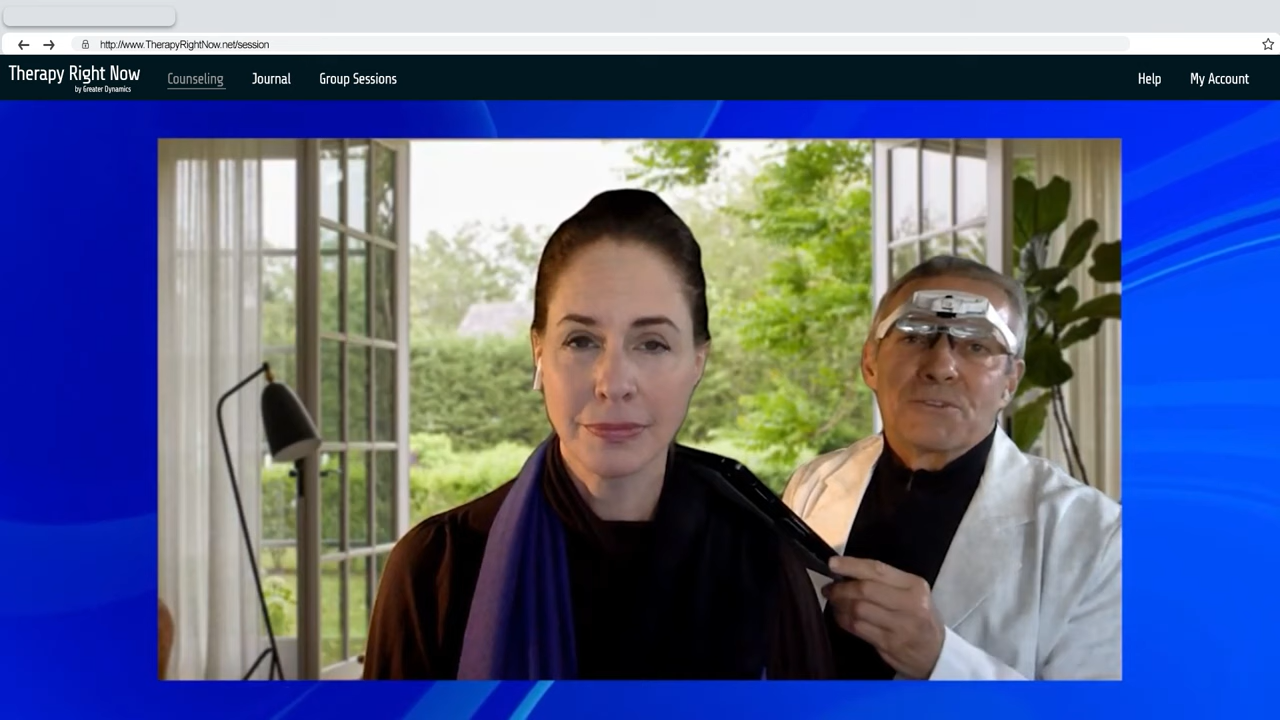 http://www.TherapyRightNow.net/session
Therapy Right Now
by Greater Dynamics
Counseling
Journal
Group Sessions
Help
My Account